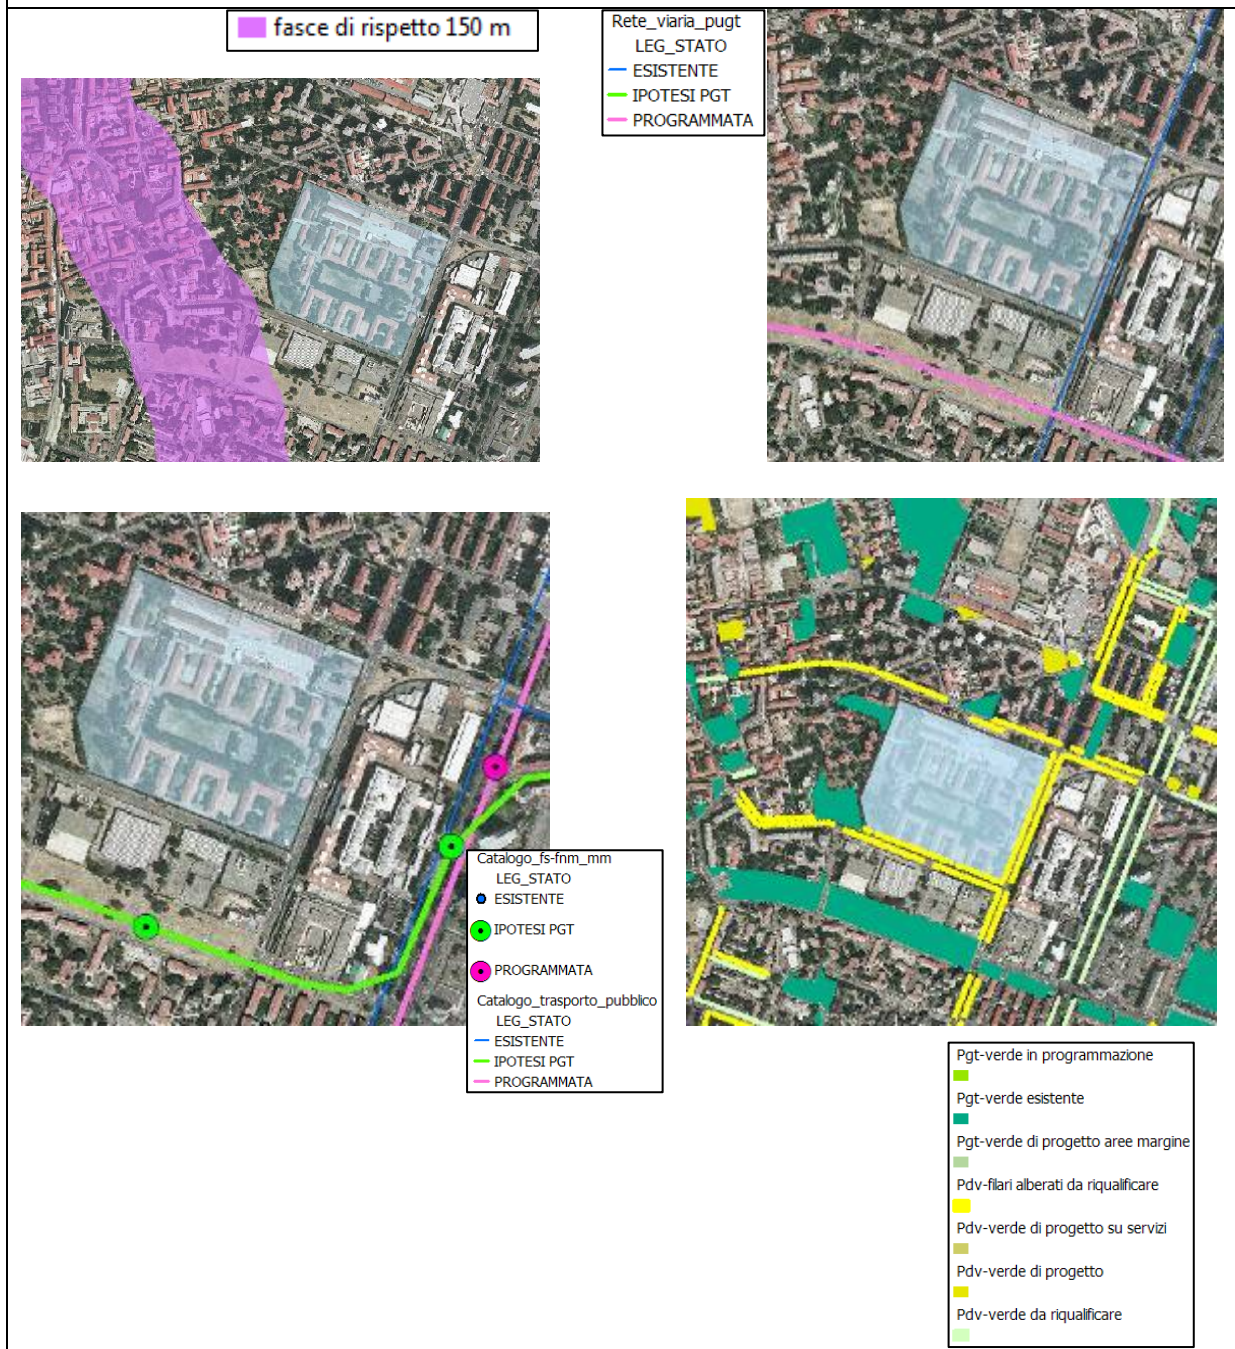 fasce di rispetto 150 m
Rete_viaria_pugt
LEG_STATO
ESISTENTE
IPOTESI PGT
PROGRAMMATA
Catalogo_fs-fnm_mm
LEG_STATO
ESISTENTE
IPOTESI PGT
PROGRAMMATA
Catalogo_trasporto_pubblico
LEG_STATO
ESISTENTE
IPOTESI PGT
PROGRAMMATA
Pgt-verde in programmazione
Pgt-verde esistente
Pgt-verde di progetto aree margine
Pdv-filari alberati da riqualificare
Pdv-verde di progetto su servizi
Pdv-verde di progetto
Pdv-verde da riqualificare